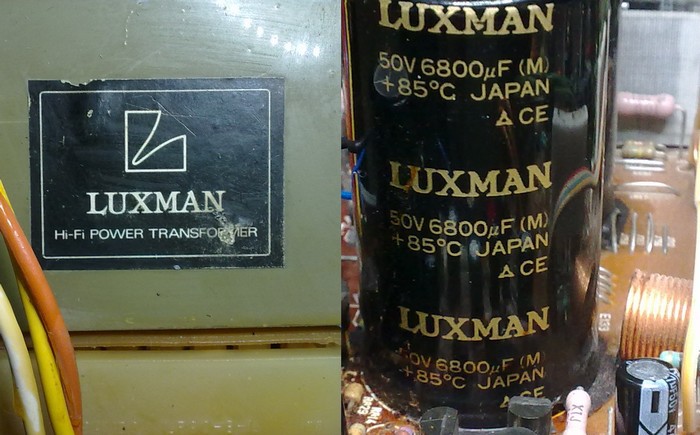 LUXMAN
Hi-Fi POWER TRANSFORMER
LUXMAN
50V 6800μF (M)
+85°C JAPAN
△ CE
LUXMAN
50V 6800μF (M)
+85°C JAPAN
△ CE
LUXMAN
50V 6800μF (M)
+85°C JAPAN
△ CE